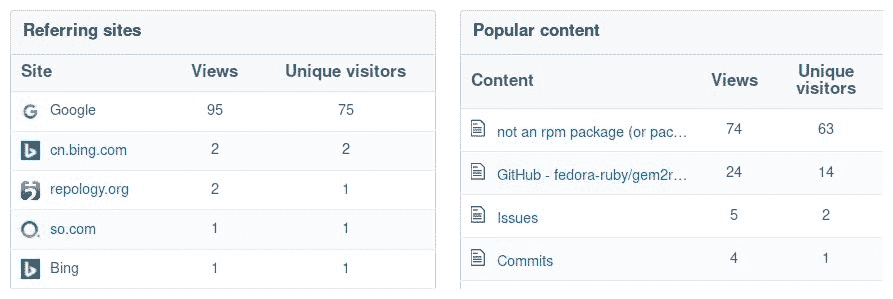 Referring sites
Site Views Unique visitors
Google 95 75
cn.bing.com 2 2
repology.org 2 1
so.com 1 1
Bing 1 1
Popular content
Content Views Unique visitors
not an rpm package (or pac... 74 63
GitHub - fedora-ruby/gem2r... 24 14
Issues 5 2
Commits 4 1